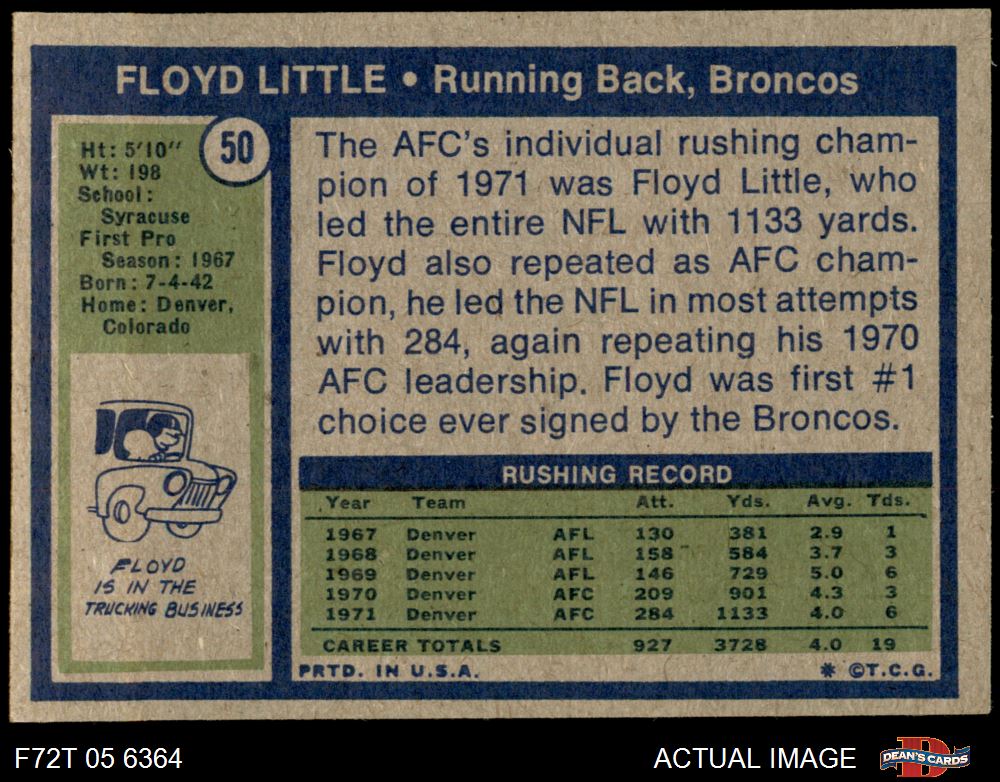 FLOYD LITTLE • Running Back, Broncos
50
Ht: 5'10"
Wt: 198
School:
Syracuse
First Pro
Season: 1967
Born: 7-4-42
Home: Denver,
Colorado
FLOYD
IS IN THE
TRUCKING BUSINESS
The AFC's individual rushing cham-
pion of 1971 was Floyd Little, who
led the entire NFL with 1133 yards.
Floyd also repeated as AFC cham-
pion, he led the NFL in most attempts
with 284, again repeating his 1970
AFC leadership. Floyd was first #1
choice ever signed by the Broncos.
RUSHING RECORD
Year Team Att. Yds. Avg. Tds.
1967 Denver AFL 130 381 2.9 1
1968 Denver AFL 158 584 3.7 3
1969 Denver AFL 146 729 5.0 6
1970 Denver AFC 209 901 4.3 3
1971 Denver AFC 284 1133 4.0 6
CAREER TOTALS 927 3728 4.0 19
PRTD. IN U.S.A. * ©T.C.G.
F72T 05 6364
ACTUAL IMAGE
D
DEAN'S CARDS